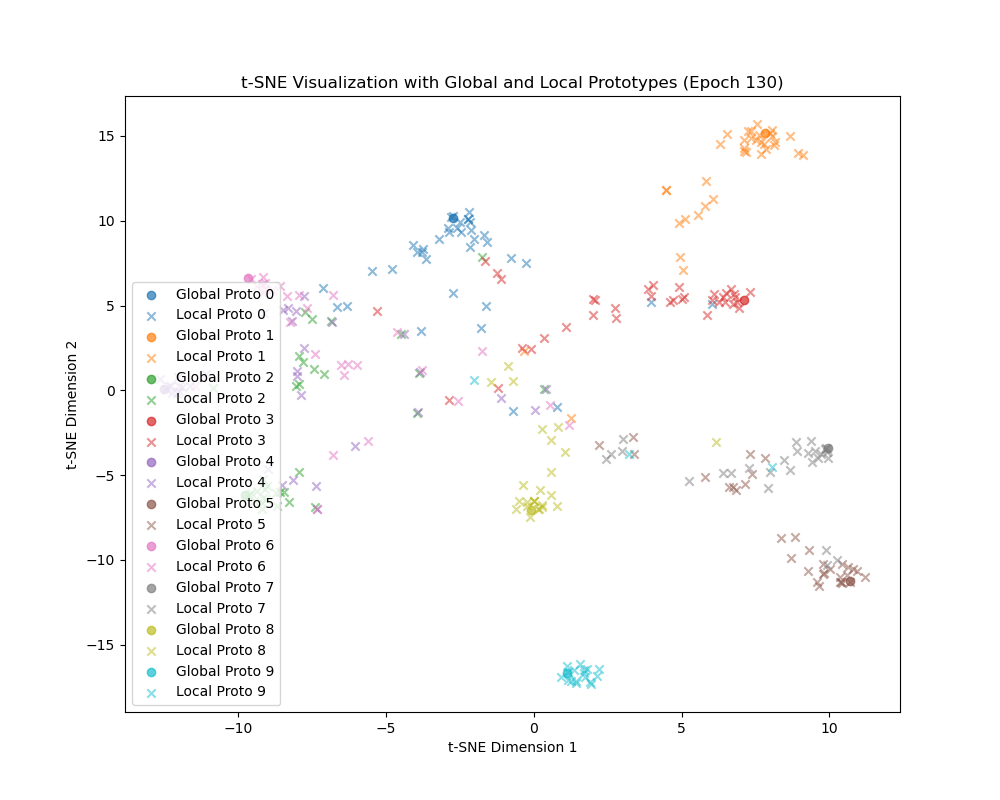 t-SNE Visualization with Global and Local Prototypes (Epoch 130)
t-SNE Dimension 2
15
10
5
0
−5
−10
−15
Global Proto 0
Local Proto 0
Global Proto 1
Local Proto 1
Global Proto 2
Local Proto 2
Global Proto 3
Local Proto 3
Global Proto 4
Local Proto 4
Global Proto 5
Local Proto 5
Global Proto 6
Local Proto 6
Global Proto 7
Local Proto 7
Global Proto 8
Local Proto 8
Global Proto 9
Local Proto 9
−10 −5 0 5 10
t-SNE Dimension 1